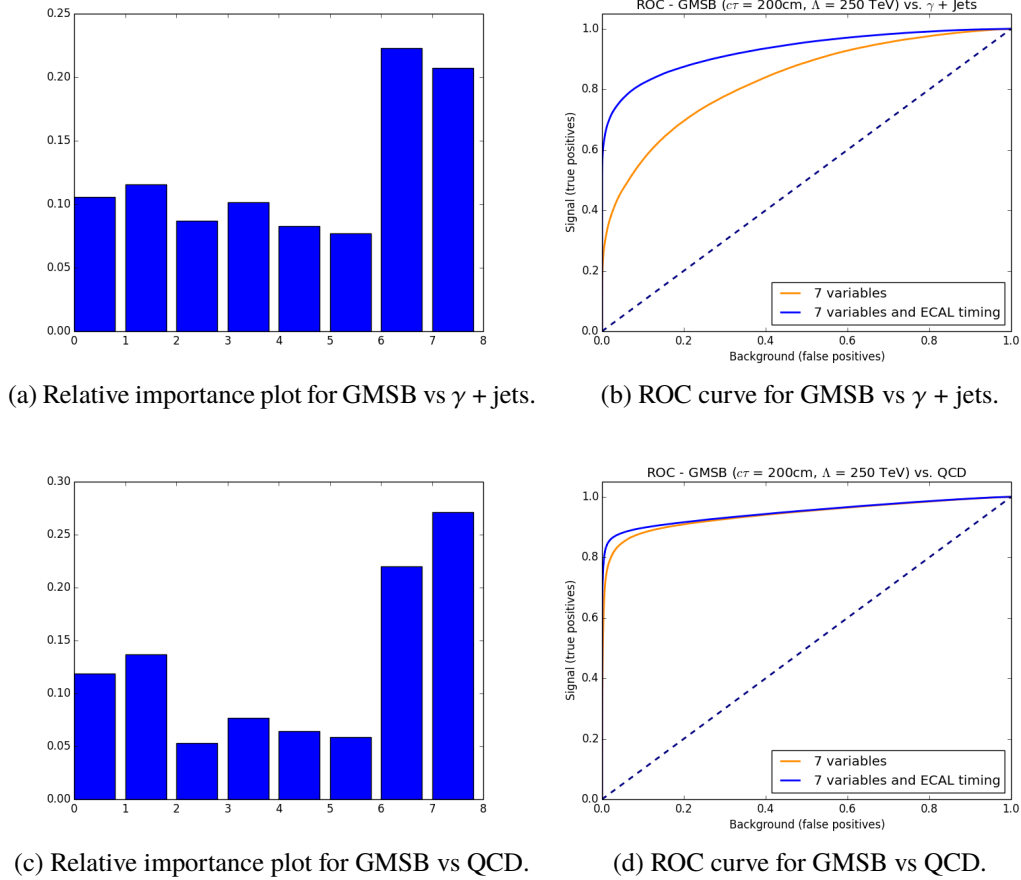 0.25
0.20
0.15
0.10
0.05
0.00
0 1 2 3 4 5 6 7 8
(a) Relative importance plot for GMSB vs γ + jets.
ROC - GMSB (cτ = 200cm, Λ = 250 TeV) vs. γ + Jets
1.0
0.8
0.6
0.4
0.2
0.0
Signal (true positives)
7 variables
7 variables and ECAL timing
0.0 0.2 0.4 0.6 0.8 1.0
Background (false positives)
(b) ROC curve for GMSB vs γ + jets.
0.30
0.25
0.20
0.15
0.10
0.05
0.00
0 1 2 3 4 5 6 7 8
(c) Relative importance plot for GMSB vs QCD.
ROC - GMSB (cτ = 200cm, Λ = 250 TeV) vs. QCD
1.0
0.8
0.6
0.4
0.2
0.0
Signal (true positives)
7 variables
7 variables and ECAL timing
0.0 0.2 0.4 0.6 0.8 1.0
Background (false positives)
(d) ROC curve for GMSB vs QCD.